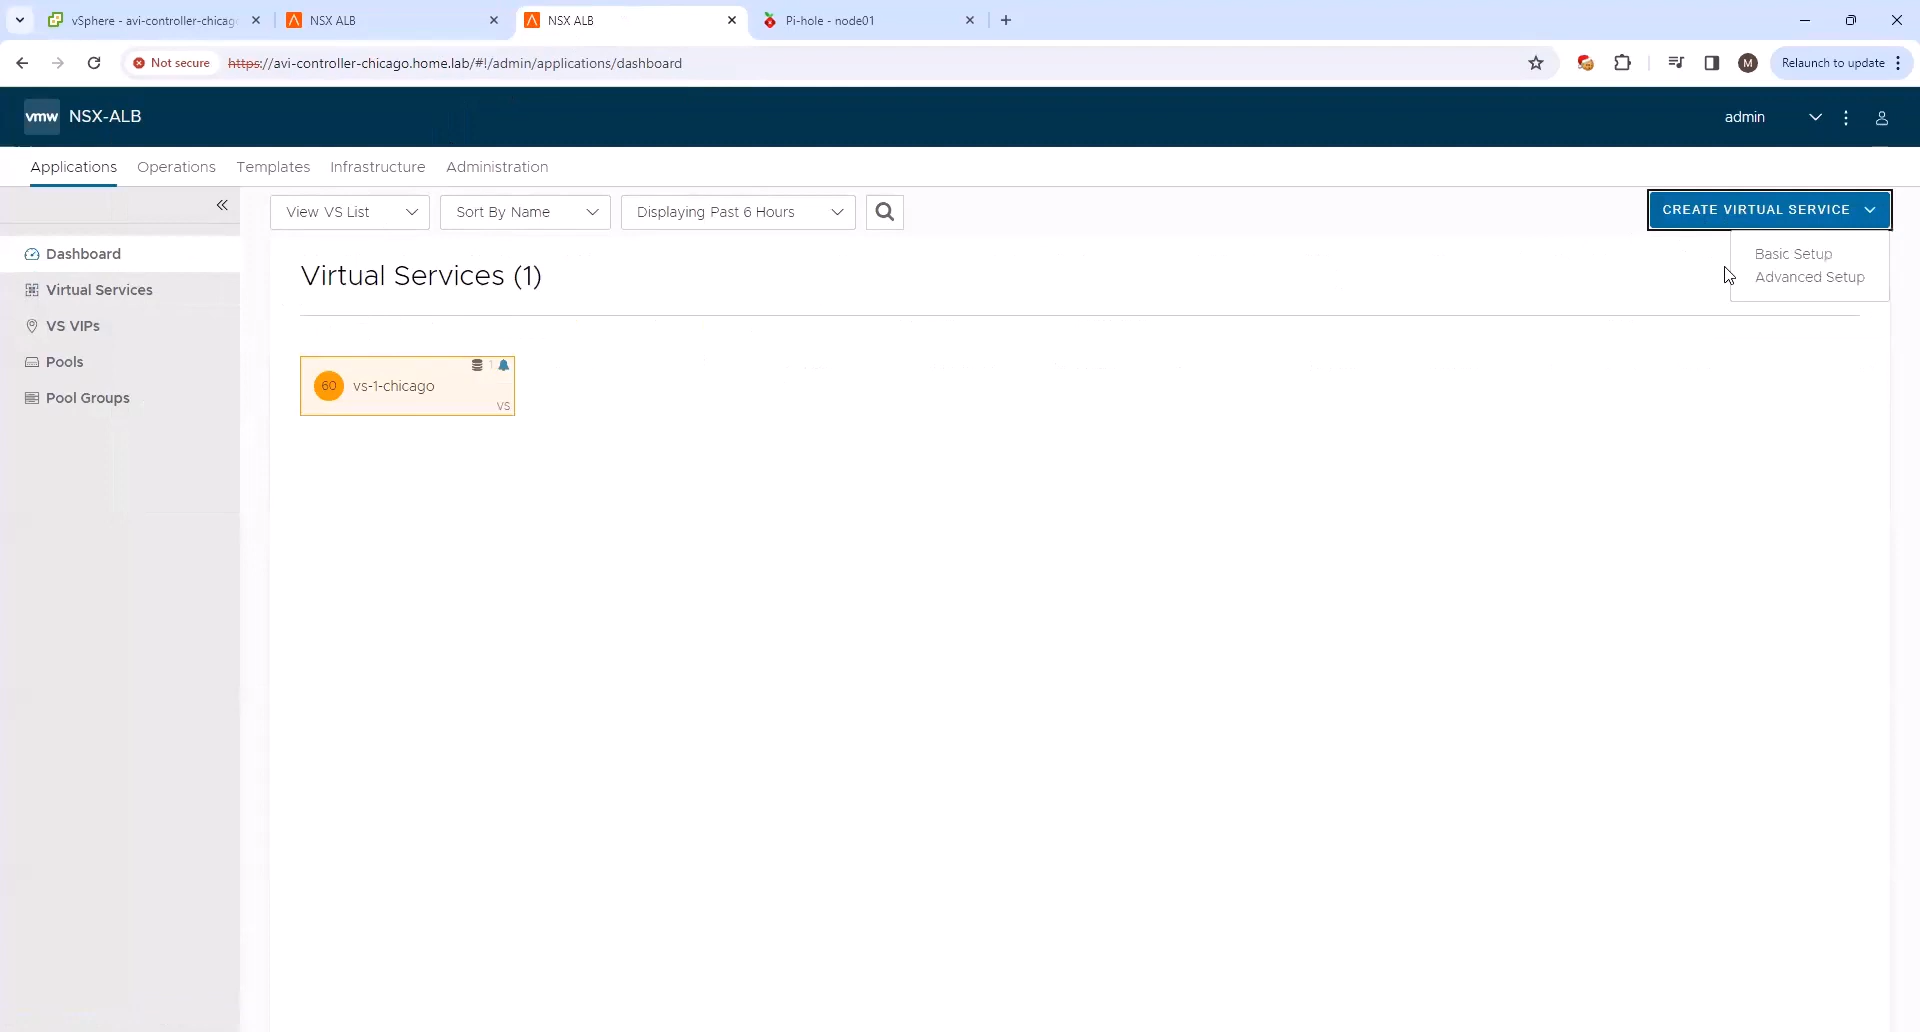 vSphere - avi-controller-chicag
NSX ALB
NSX ALB
Pi-hole - node01
Not secure
https://avi-controller-chicago.home.lab/#!/admin/applications/dashboard
M
Relaunch to update
vmw NSX-ALB
admin
Applications
Operations
Templates
Infrastructure
Administration
View VS List
Sort By Name
Displaying Past 6 Hours
CREATE VIRTUAL SERVICE
Basic Setup
Advanced Setup
Dashboard
Virtual Services
VS VIPs
Pools
Pool Groups
Virtual Services (1)
1
60 vs-1-chicago
VS